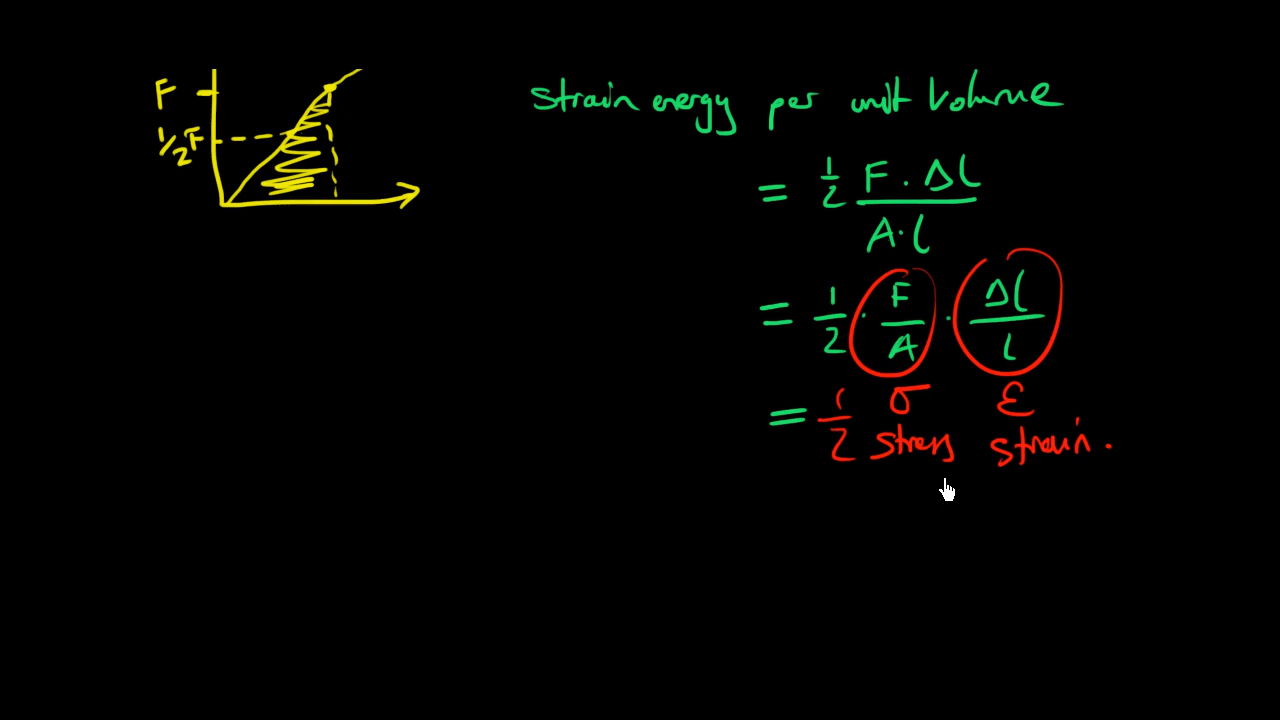 F
1/2F
Strain energy per unit Volume
= 1/2 F · Δl / A · l
= 1/2 · F/A · Δl/l
= 1/2 σ ε
stress strain.